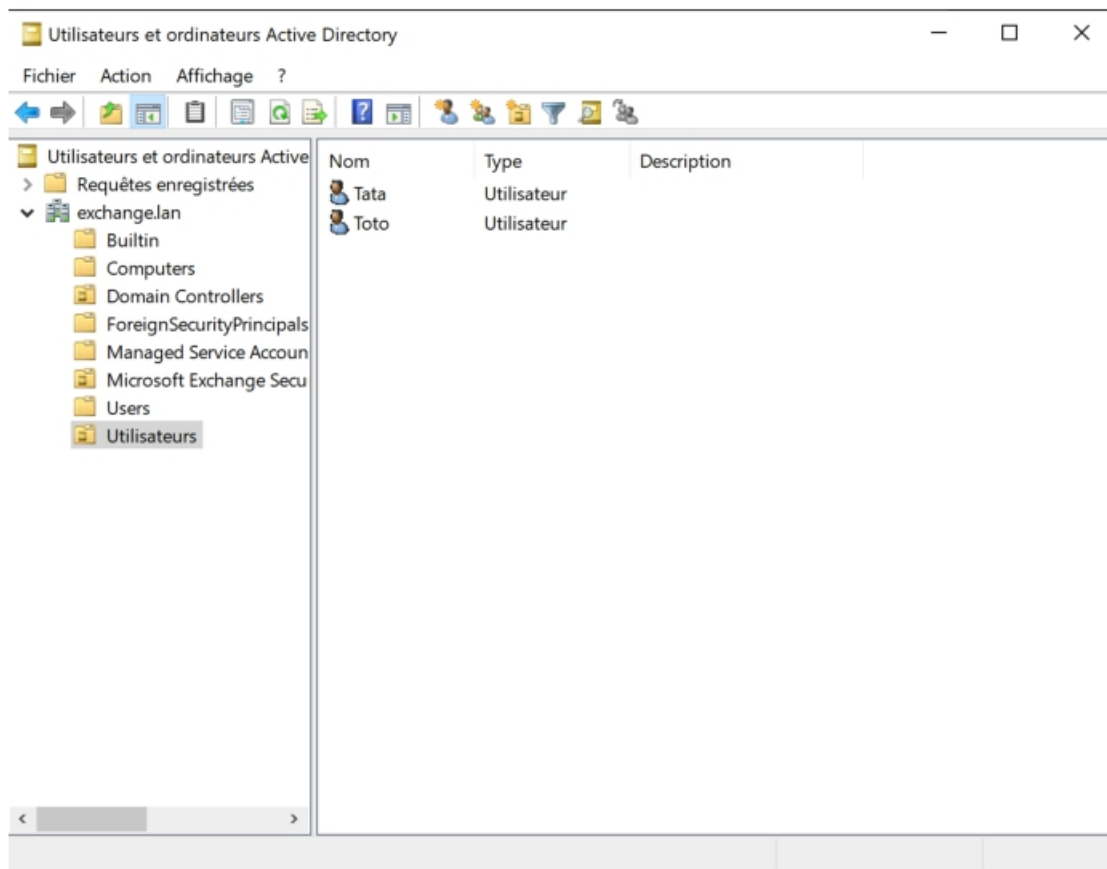 Utilisateurs et ordinateurs Active Directory
Fichier Action Affichage ?
Utilisateurs et ordinateurs Active
Requêtes enregistrées
exchange.lan
Builtin
Computers
Domain Controllers
ForeignSecurityPrincipals
Managed Service Accoun
Microsoft Exchange Secu
Users
Utilisateurs
Nom Type Description
Tata Utilisateur
Toto Utilisateur